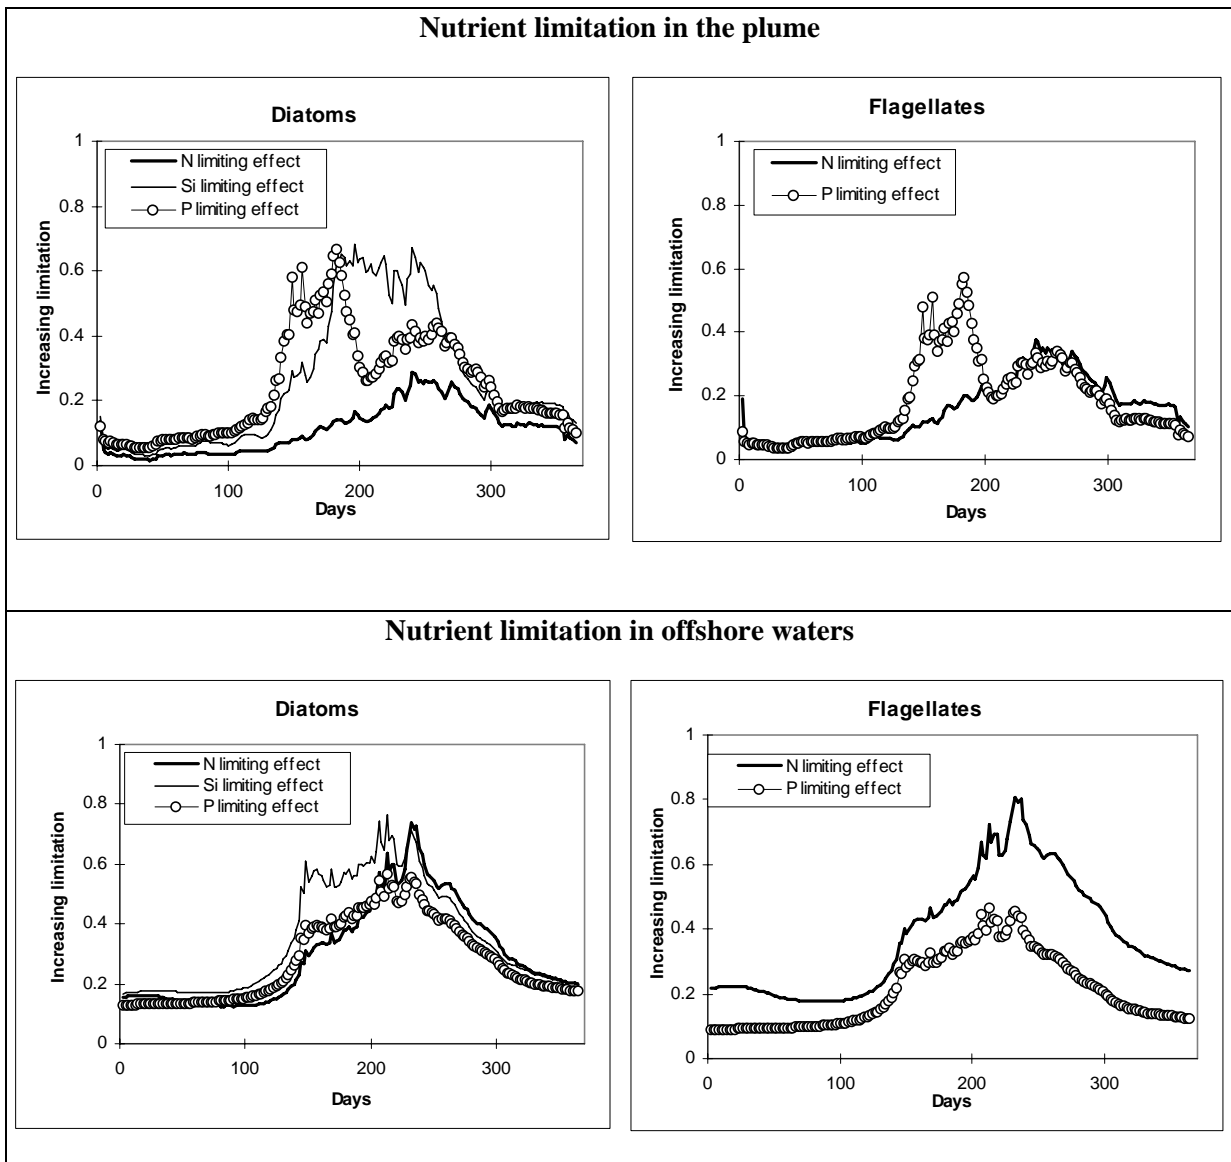 Nutrient limitation in the plume
Diatoms
1
0.8
0.6
0.4
0.2
0
Increasing limitation
N limiting effect
Si limiting effect
P limiting effect
0 100 200 300
Days
Flagellates
1
0.8
0.6
0.4
0.2
0
Increasing limitation
N limiting effect
P limiting effect
0 100 200 300
Days
Nutrient limitation in offshore waters
Diatoms
1
0.8
0.6
0.4
0.2
0
Increasing limitation
N limiting effect
Si limiting effect
P limiting effect
0 100 200 300
Days
Flagellates
1
0.8
0.6
0.4
0.2
0
Increasing limitation
N limiting effect
P limiting effect
0 100 200 300
Days